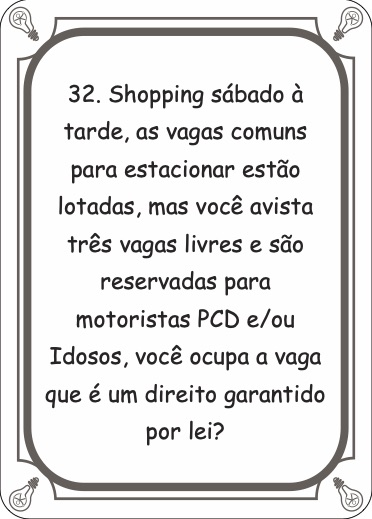 32. Shopping sábado à
tarde, as vagas comuns
para estacionar estão
lotadas, mas você avista
três vagas livres e são
reservadas para
motoristas PCD e/ou
Idosos, você ocupa a vaga
que é um direito garantido
por lei?